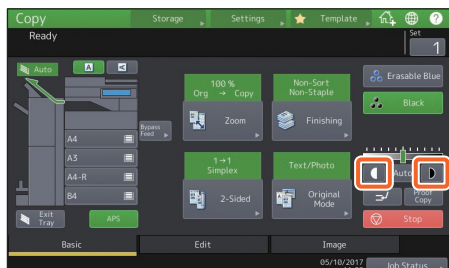 Copy
Storage
Settings
Template
?
Ready
Set
1
Auto
A
A
100 %
Org → Copy
Non-Sort
Non-Staple
Erasable Blue
Black
Bypass
Feed
Zoom
Finishing
A4
A3
A4-R
B4
1→1
Simplex
Text/Photo
Auto
2-Sided
Original
Mode
Proof
Copy
Exit
Tray
APS
Stop
Basic
Edit
Image
05/10/2017
Job Status